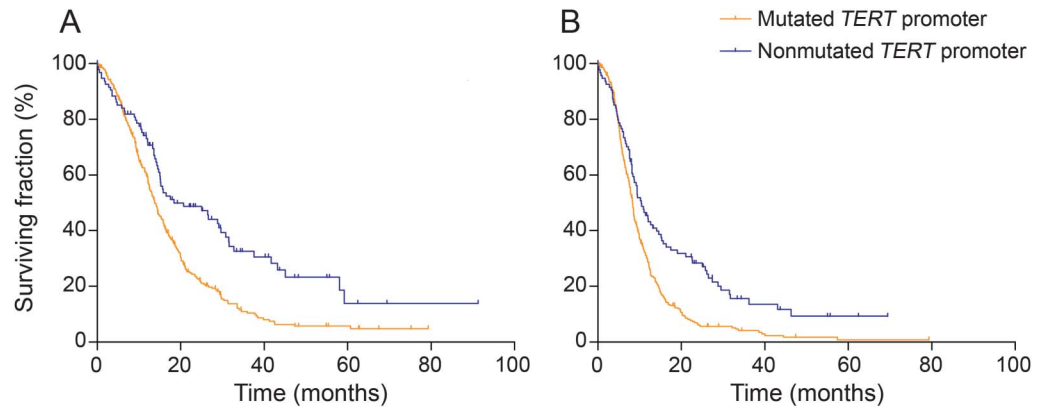 A
B
Mutated TERT promoter
Nonmutated TERT promoter
Surviving fraction (%)
100
80
60
40
20
0
0 20 40 60 80 100
Time (months)
100
80
60
40
20
0
0 20 40 60 80 100
Time (months)